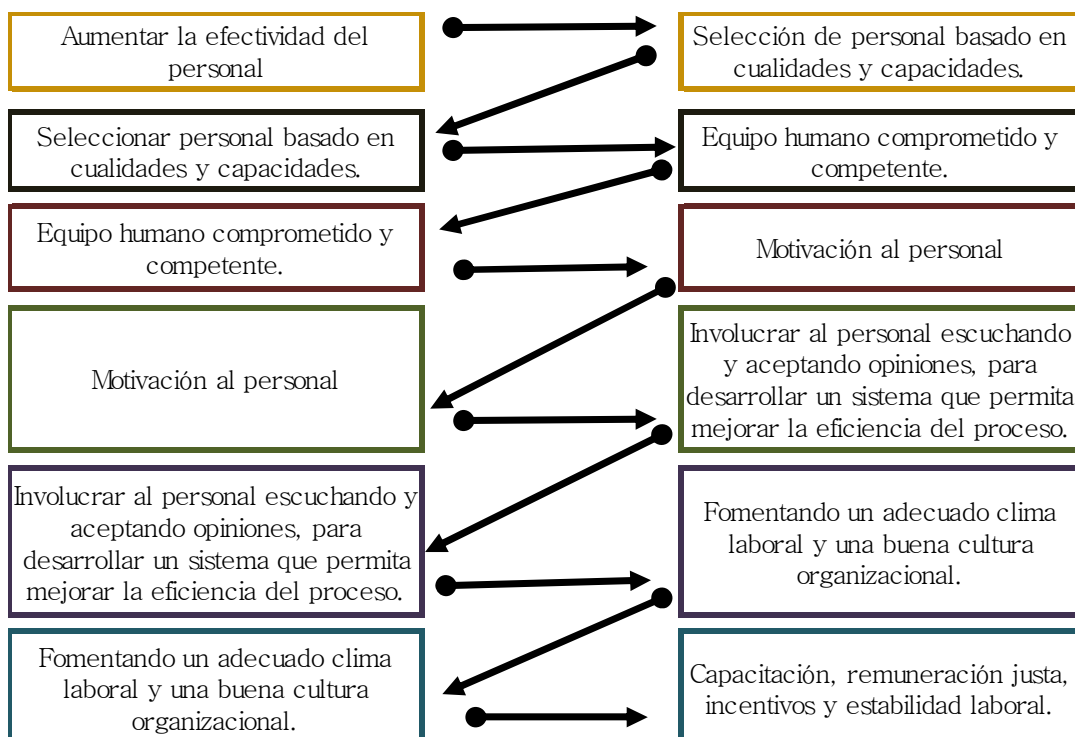 Aumentar la efectividad del
personal
Selección de personal basado en
cualidades y capacidades.
Seleccionar personal basado en
cualidades y capacidades.
Equipo humano comprometido y
competente.
Equipo humano comprometido y
competente.
Motivación al personal
Motivación al personal
Involucrar al personal escuchando
y aceptando opiniones, para
desarrollar un sistema que permita
mejorar la eficiencia del proceso.
Involucrar al personal escuchando y
aceptando opiniones, para
desarrollar un sistema que permita
mejorar la eficiencia del proceso.
Fomentando un adecuado clima
laboral y una buena cultura
organizacional.
Fomentando un adecuado clima
laboral y una buena cultura
organizacional.
Capacitación, remuneración justa,
incentivos y estabilidad laboral.